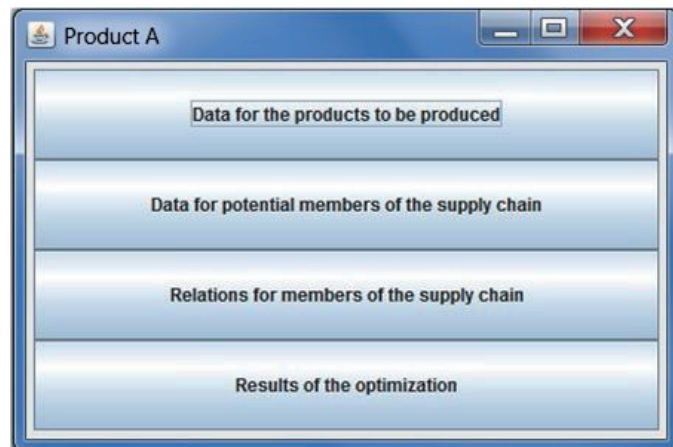 Product A
Data for the products to be produced
Data for potential members of the supply chain
Relations for members of the supply chain
Results of the optimization